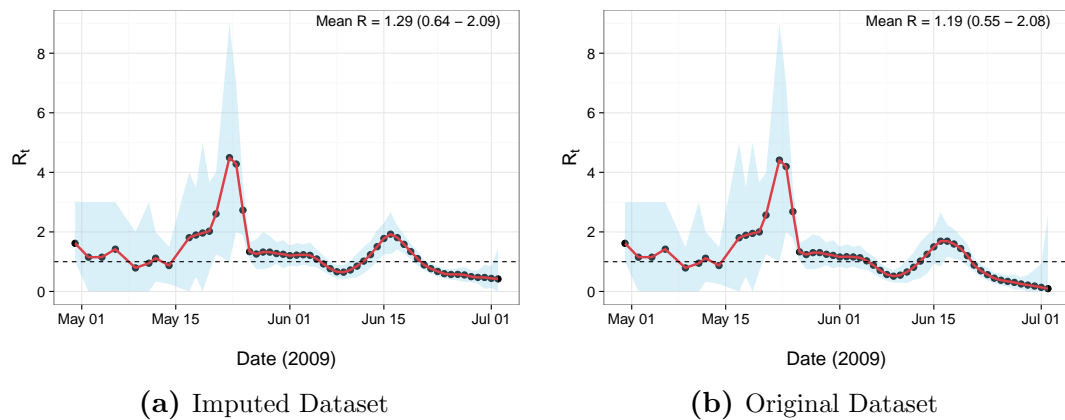 Mean R = 1.29 (0.64 − 2.09)
8
6
4
2
0
R_t
May 01 May 15 Jun 01 Jun 15 Jul 01
Date (2009)
(a) Imputed Dataset
Mean R = 1.19 (0.55 − 2.08)
8
6
4
2
0
R_t
May 01 May 15 Jun 01 Jun 15 Jul 01
Date (2009)
(b) Original Dataset